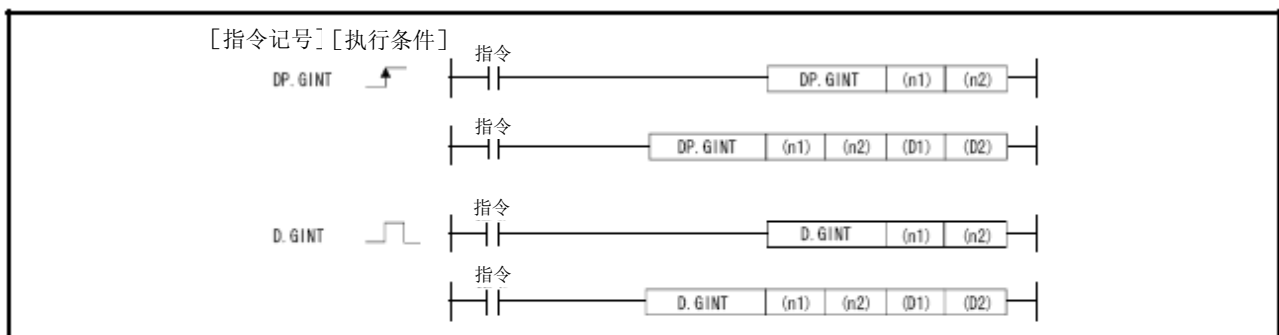 [指令记号] [执行条件]
指令
DP. GINT DP. GINT (n1) (n2)
指令
DP. GINT (n1) (n2) (D1) (D2)
指令
D. GINT D. GINT (n1) (n2)
指令
D. GINT (n1) (n2) (D1) (D2)